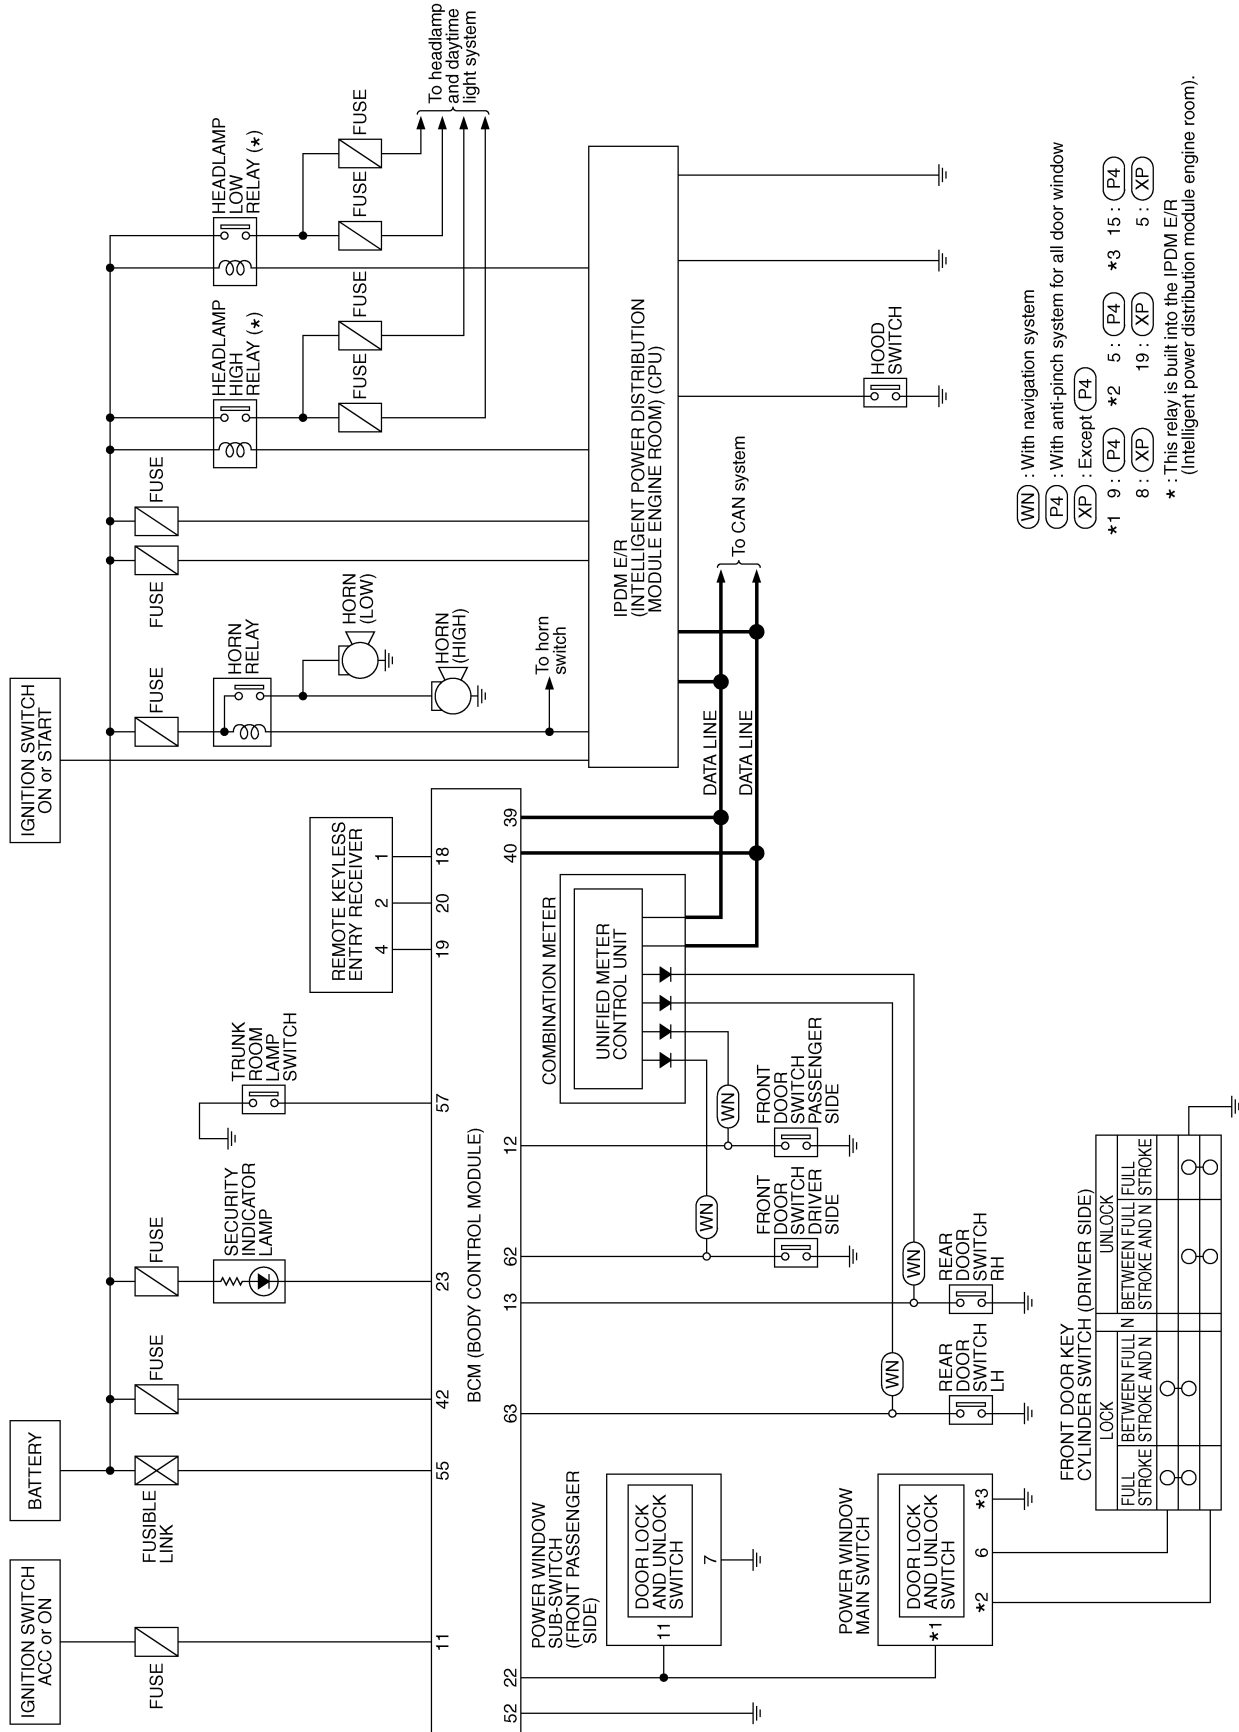 IGNITION SWITCH
ACC or ON
BATTERY
IGNITION SWITCH
ON or START
FUSE
FUSIBLE
LINK
FUSE
FUSE
SECURITY
INDICATOR
LAMP
TRUNK
ROOM
LAMP
SWITCH
REMOTE KEYLESS
ENTRY RECEIVER
4
2
1
FUSE
HORN
RELAY
HORN
(LOW)
HORN
(HIGH)
To horn
switch
FUSE
FUSE
HEADLAMP
HIGH
RELAY (*)
FUSE
FUSE
HEADLAMP
LOW
RELAY (*)
FUSE
FUSE
To headlamp
and daytime
light system
11
55
42
23
57
19
20
18
BCM (BODY CONTROL MODULE)
52
22
63
13
62
12
40
39
IPDM E/R
(INTELLIGENT POWER DISTRIBUTION
MODULE ENGINE ROOM) (CPU)
POWER WINDOW
SUB-SWITCH
(FRONT PASSENGER
SIDE)
DOOR LOCK
AND UNLOCK
SWITCH
11
7
COMBINATION METER
UNIFIED METER
CONTROL UNIT
DATA LINE
DATA LINE
To CAN system
HOOD
SWITCH
WN
WN
FRONT
DOOR
SWITCH
DRIVER
SIDE
FRONT
DOOR
SWITCH
PASSENGER
SIDE
WN
WN
REAR
DOOR
SWITCH
LH
REAR
DOOR
SWITCH
RH
POWER WINDOW
MAIN SWITCH
DOOR LOCK
AND UNLOCK
SWITCH
*1
*2
6
*3
FRONT DOOR KEY
CYLINDER SWITCH (DRIVER SIDE)
LOCK
N
UNLOCK
FULL
STROKE
BETWEEN FULL
STROKE AND N
BETWEEN FULL
STROKE AND N
FULL
STROKE
WN : With navigation system
P4 : With anti-pinch system for all door window
XP : Except P4
*1 9 : P4 *2 5 : P4 *3 15 : P4
8 : XP 19 : XP 5 : XP
* : This relay is built into the IPDM E/R
(Intelligent power distribution module engine room).